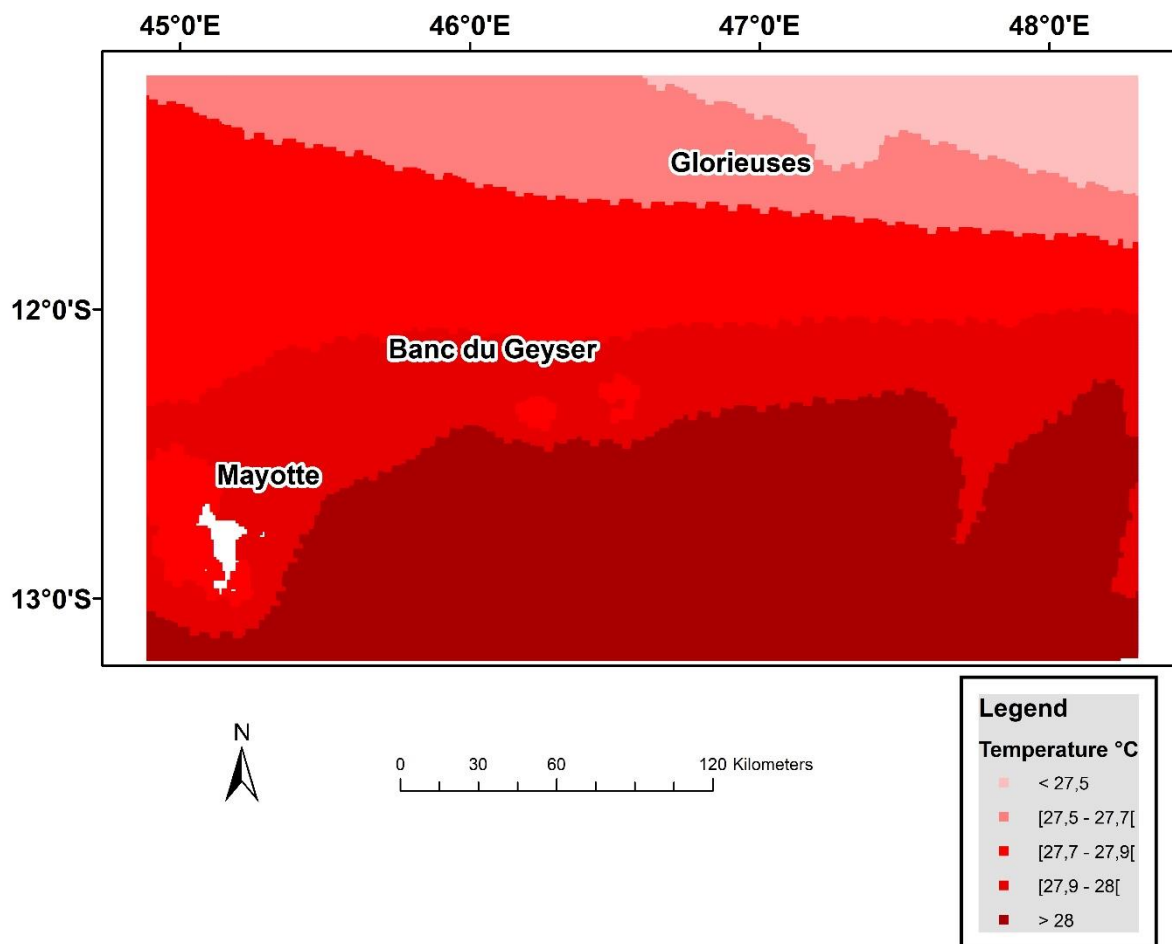 45°0'E 46°0'E 47°0'E 48°0'E
Glorieuses
12°0'S
Banc du Geyser
Mayotte
13°0'S
N
0 30 60 120 Kilometers
Legend
Temperature °C
< 27,5
[27,5 - 27,7[
[27,7 - 27,9[
[27,9 - 28[
> 28